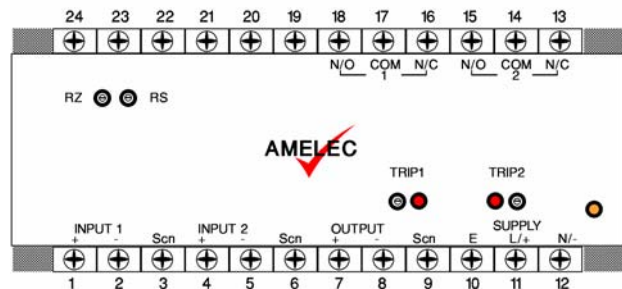 24 23 22 21 20 19 18 17 16 15 14 13
N/O COM N/C N/O COM N/C
1 2
RZ RS
AMELEC
TRIP1 TRIP2
INPUT 1 INPUT 2 OUTPUT SUPPLY
+ - Scn + - Scn + - Scn E L/+ N/-
1 2 3 4 5 6 7 8 9 10 11 12